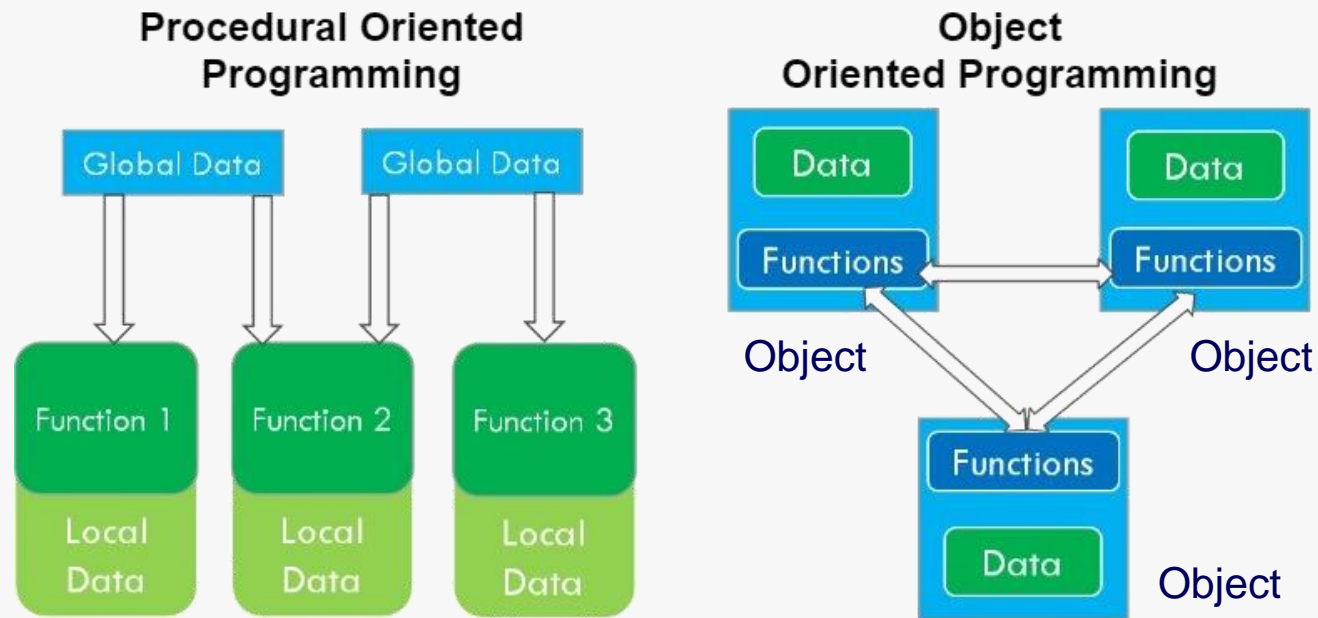 Procedural Oriented
Programming
Global Data
Global Data
Function 1
Function 2
Function 3
Local
Data
Local
Data
Local
Data
Object
Oriented Programming
Data
Functions
Object
Data
Functions
Object
Functions
Data
Object